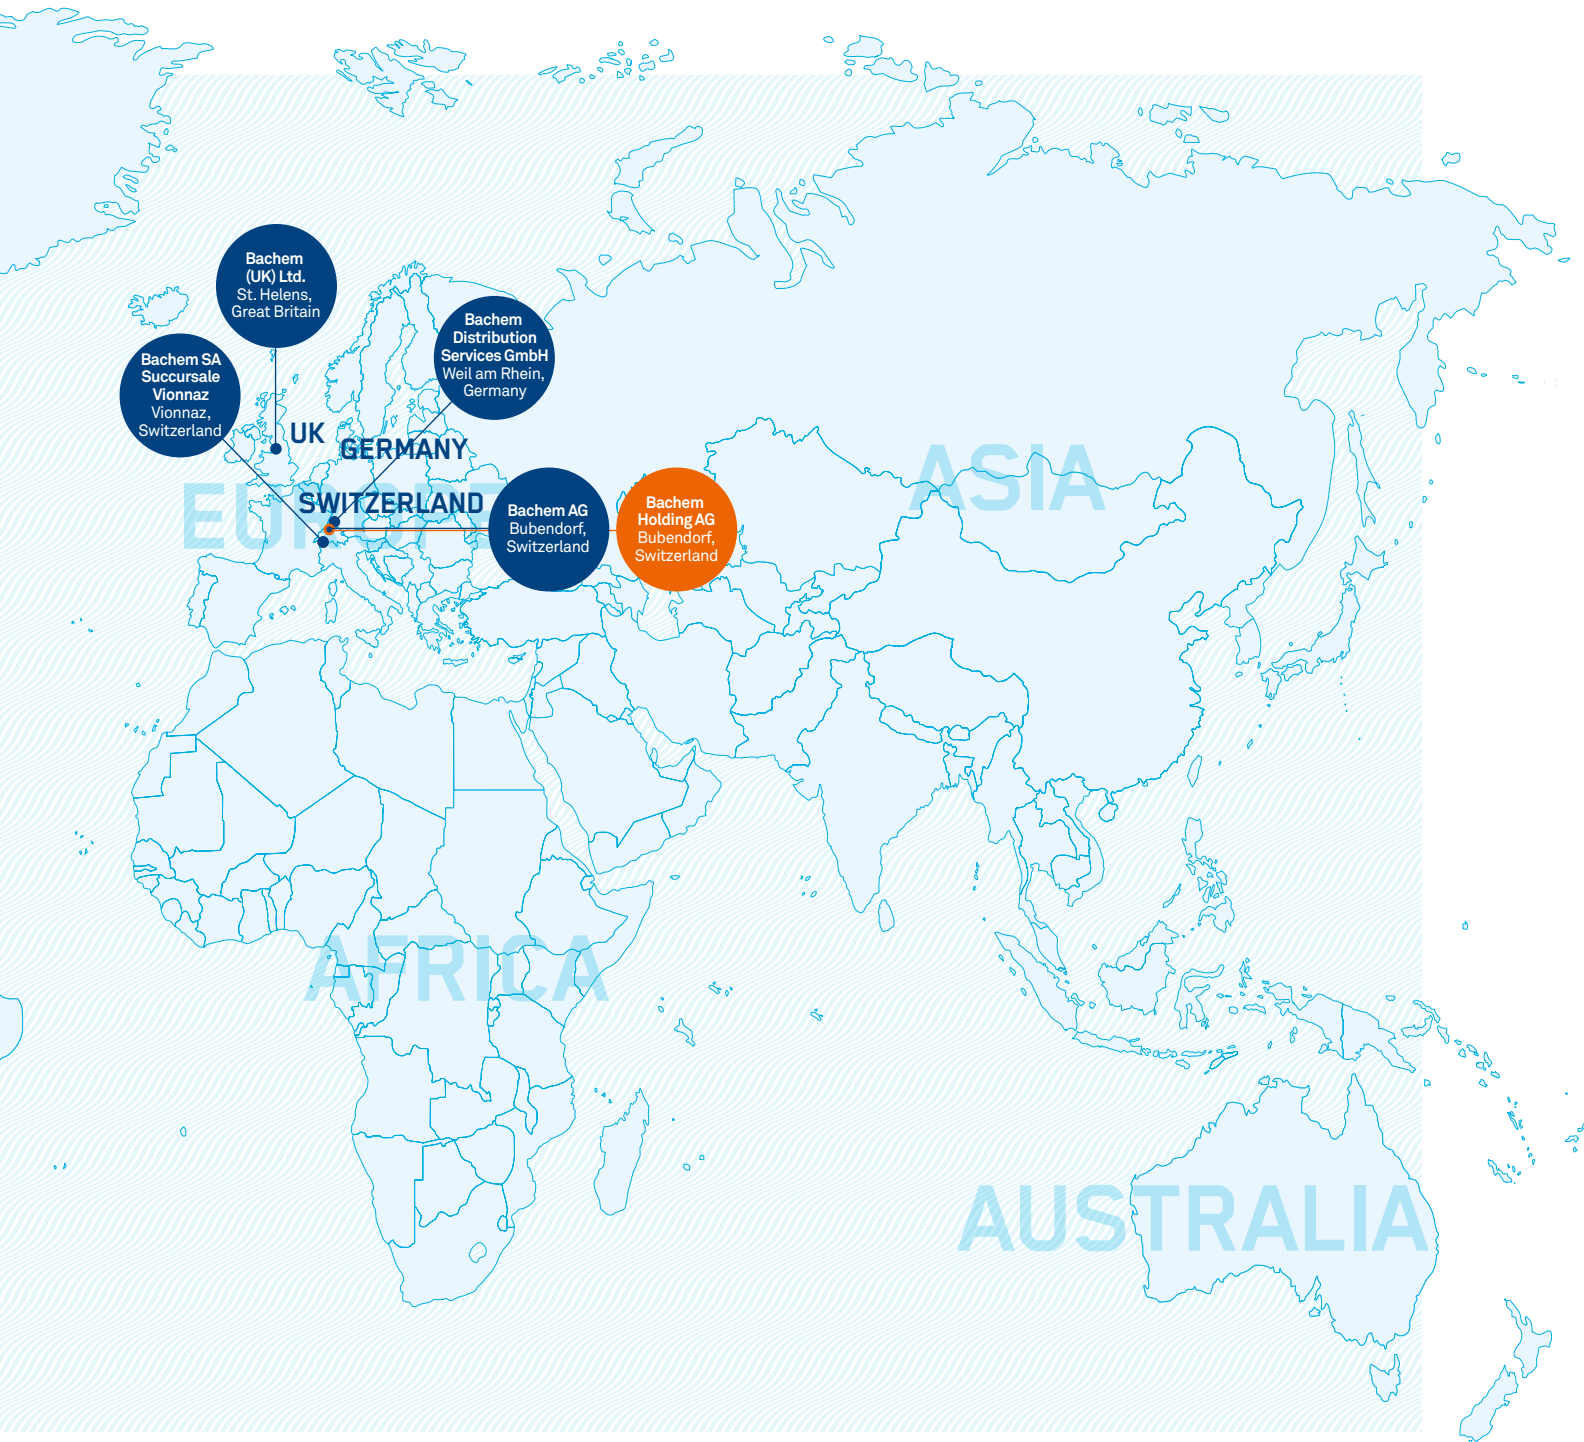 Bachem
(UK) Ltd.
St. Helens,
Great Britain
Bachem
Distribution
Services GmbH
Weil am Rhein,
Germany
Bachem SA
Succursale
Vionnaz
Vionnaz,
Switzerland
UK
GERMANY
SWITZERLAND
EUROPE
ASIA
Bachem AG
Bubendorf,
Switzerland
Bachem
Holding AG
Bubendorf,
Switzerland
AFRICA
AUSTRALIA